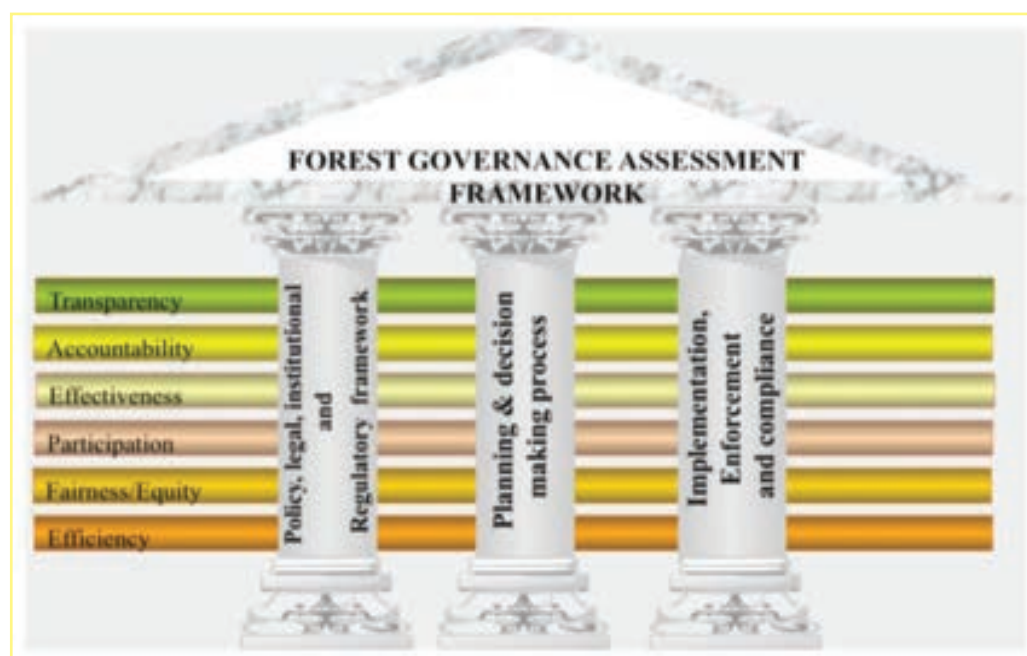 FOREST GOVERNANCE ASSESSMENT
FRAMEWORK
Transparency
Accountability
Effectiveness
Participation
Fairness/Equity
Efficiency
Policy, legal, institutional
and
Regulatory framework
Planning & decision
making process
Implementation,
Enforcement
and compliance